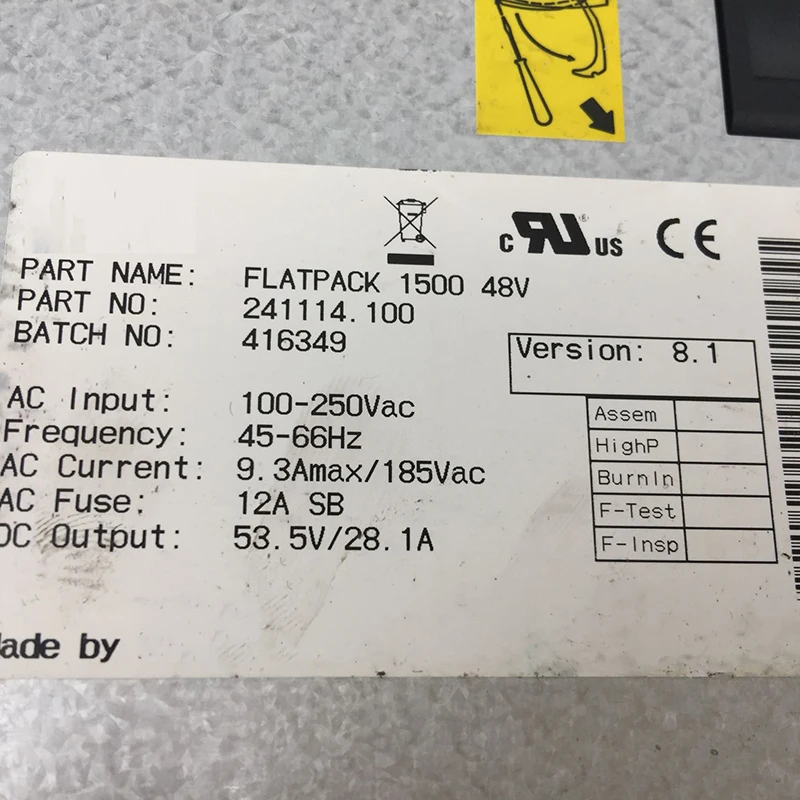 c RU ® US CE
PART NAME: FLATPACK 1500 48V
PART NO: 241114.100
BATCH NO: 416349
Version: 8.1
AC Input: 100-250Vac
Frequency: 45-66Hz
AC Current: 9.3Amax/185Vac
AC Fuse: 12A SB
DC Output: 53.5V/28.1A
Assem
HighP
BurnIn
F-Test
F-Insp
Made by